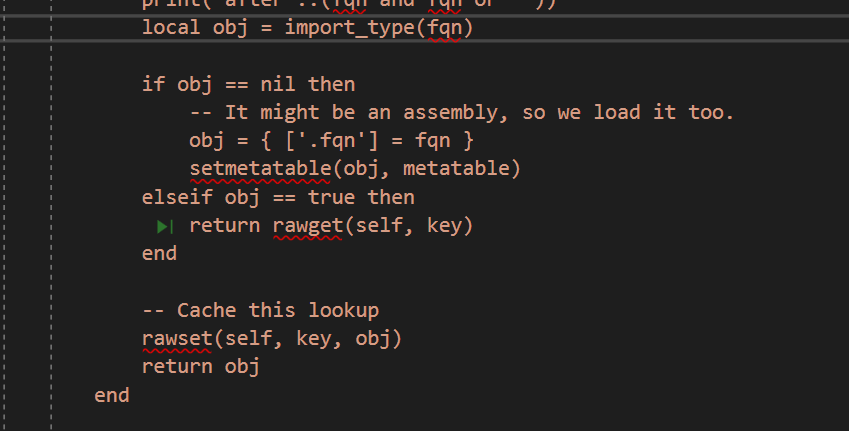 print( after ..(fqn and fqn or   ))
local obj = import_type(fqn)
if obj == nil then
-- It might be an assembly, so we load it too.
obj = { ['.fqn'] = fqn }
setmetatable(obj, metatable)
elseif obj == true then
return rawget(self, key)
end
-- Cache this lookup
rawset(self, key, obj)
return obj
end